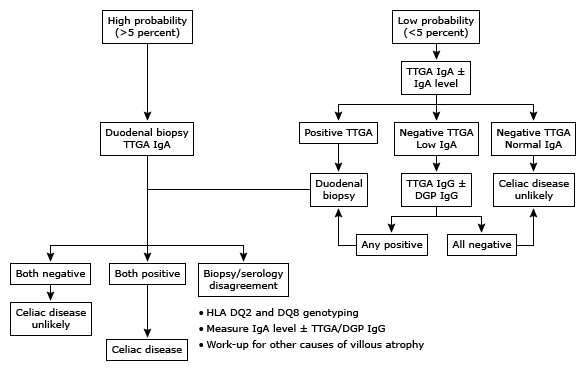 High probability
(>5 percent)
Low probability
(<5 percent)
TTGA IgA ±
IgA level
Duodenal biopsy
TTGA IgA
Positive TTGA
Negative TTGA
Low IgA
Negative TTGA
Normal IgA
Duodenal
biopsy
TTGA IgG ±
DGP IgG
Celiac disease
unlikely
Any positive
All negative
Both negative
Both positive
Biopsy/serology
disagreement
Celiac disease
unlikely
Celiac disease
• HLA DQ2 and DQ8 genotyping
• Measure IgA level ± TTGA/DGP IgG
• Work-up for other causes of villous atrophy